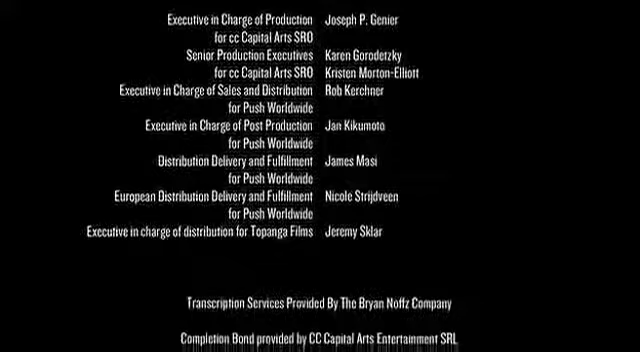 Executive in Charge of Production Joseph P. Genier
for cc Capital Arts SRO
Senior Production Executives Karen Gorodetzky
for cc Capital Arts SRO Kristen Morton-Elliott
Executive in Charge of Sales and Distribution Rob Kerchner
for Push Worldwide
Executive in Charge of Post Production Jan Kikumoto
for Push Worldwide
Distribution Delivery and Fulfillment James Masi
for Push Worldwide
European Distribution Delivery and Fulfillment Nicole Strijdveen
for Push Worldwide
Executive in charge of distribution for Topanga Films Jeremy Sklar
Transcription Services Provided By The Bryan Noffz Company
Completion Bond provided by CC Capital Arts Entertainment SRL